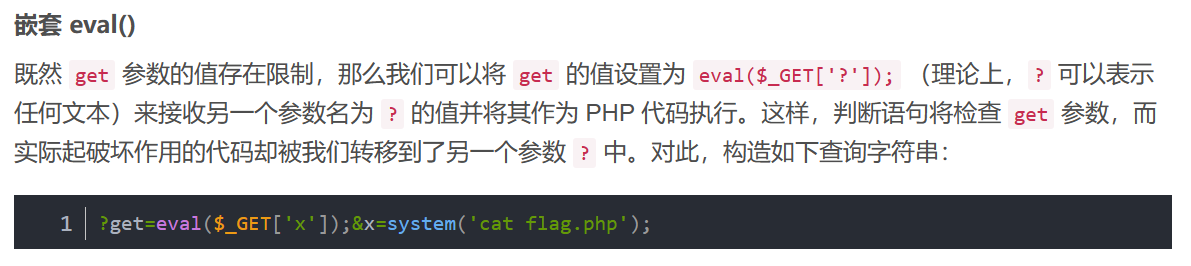 嵌套 eval()
既然 get 参数的值存在限制，那么我们可以将 get 的值设置为 eval($_GET['?']); （理论上，? 可以表示
任何文本）来接收另一个参数名为 ? 的值并将其作为 PHP 代码执行。这样，判断语句将检查 get 参数，而
实际起破坏作用的代码却被我们转移到了另一个参数 ? 中。对此，构造如下查询字符串：
1 ?get=eval($_GET['x']);&x=system('cat flag.php');